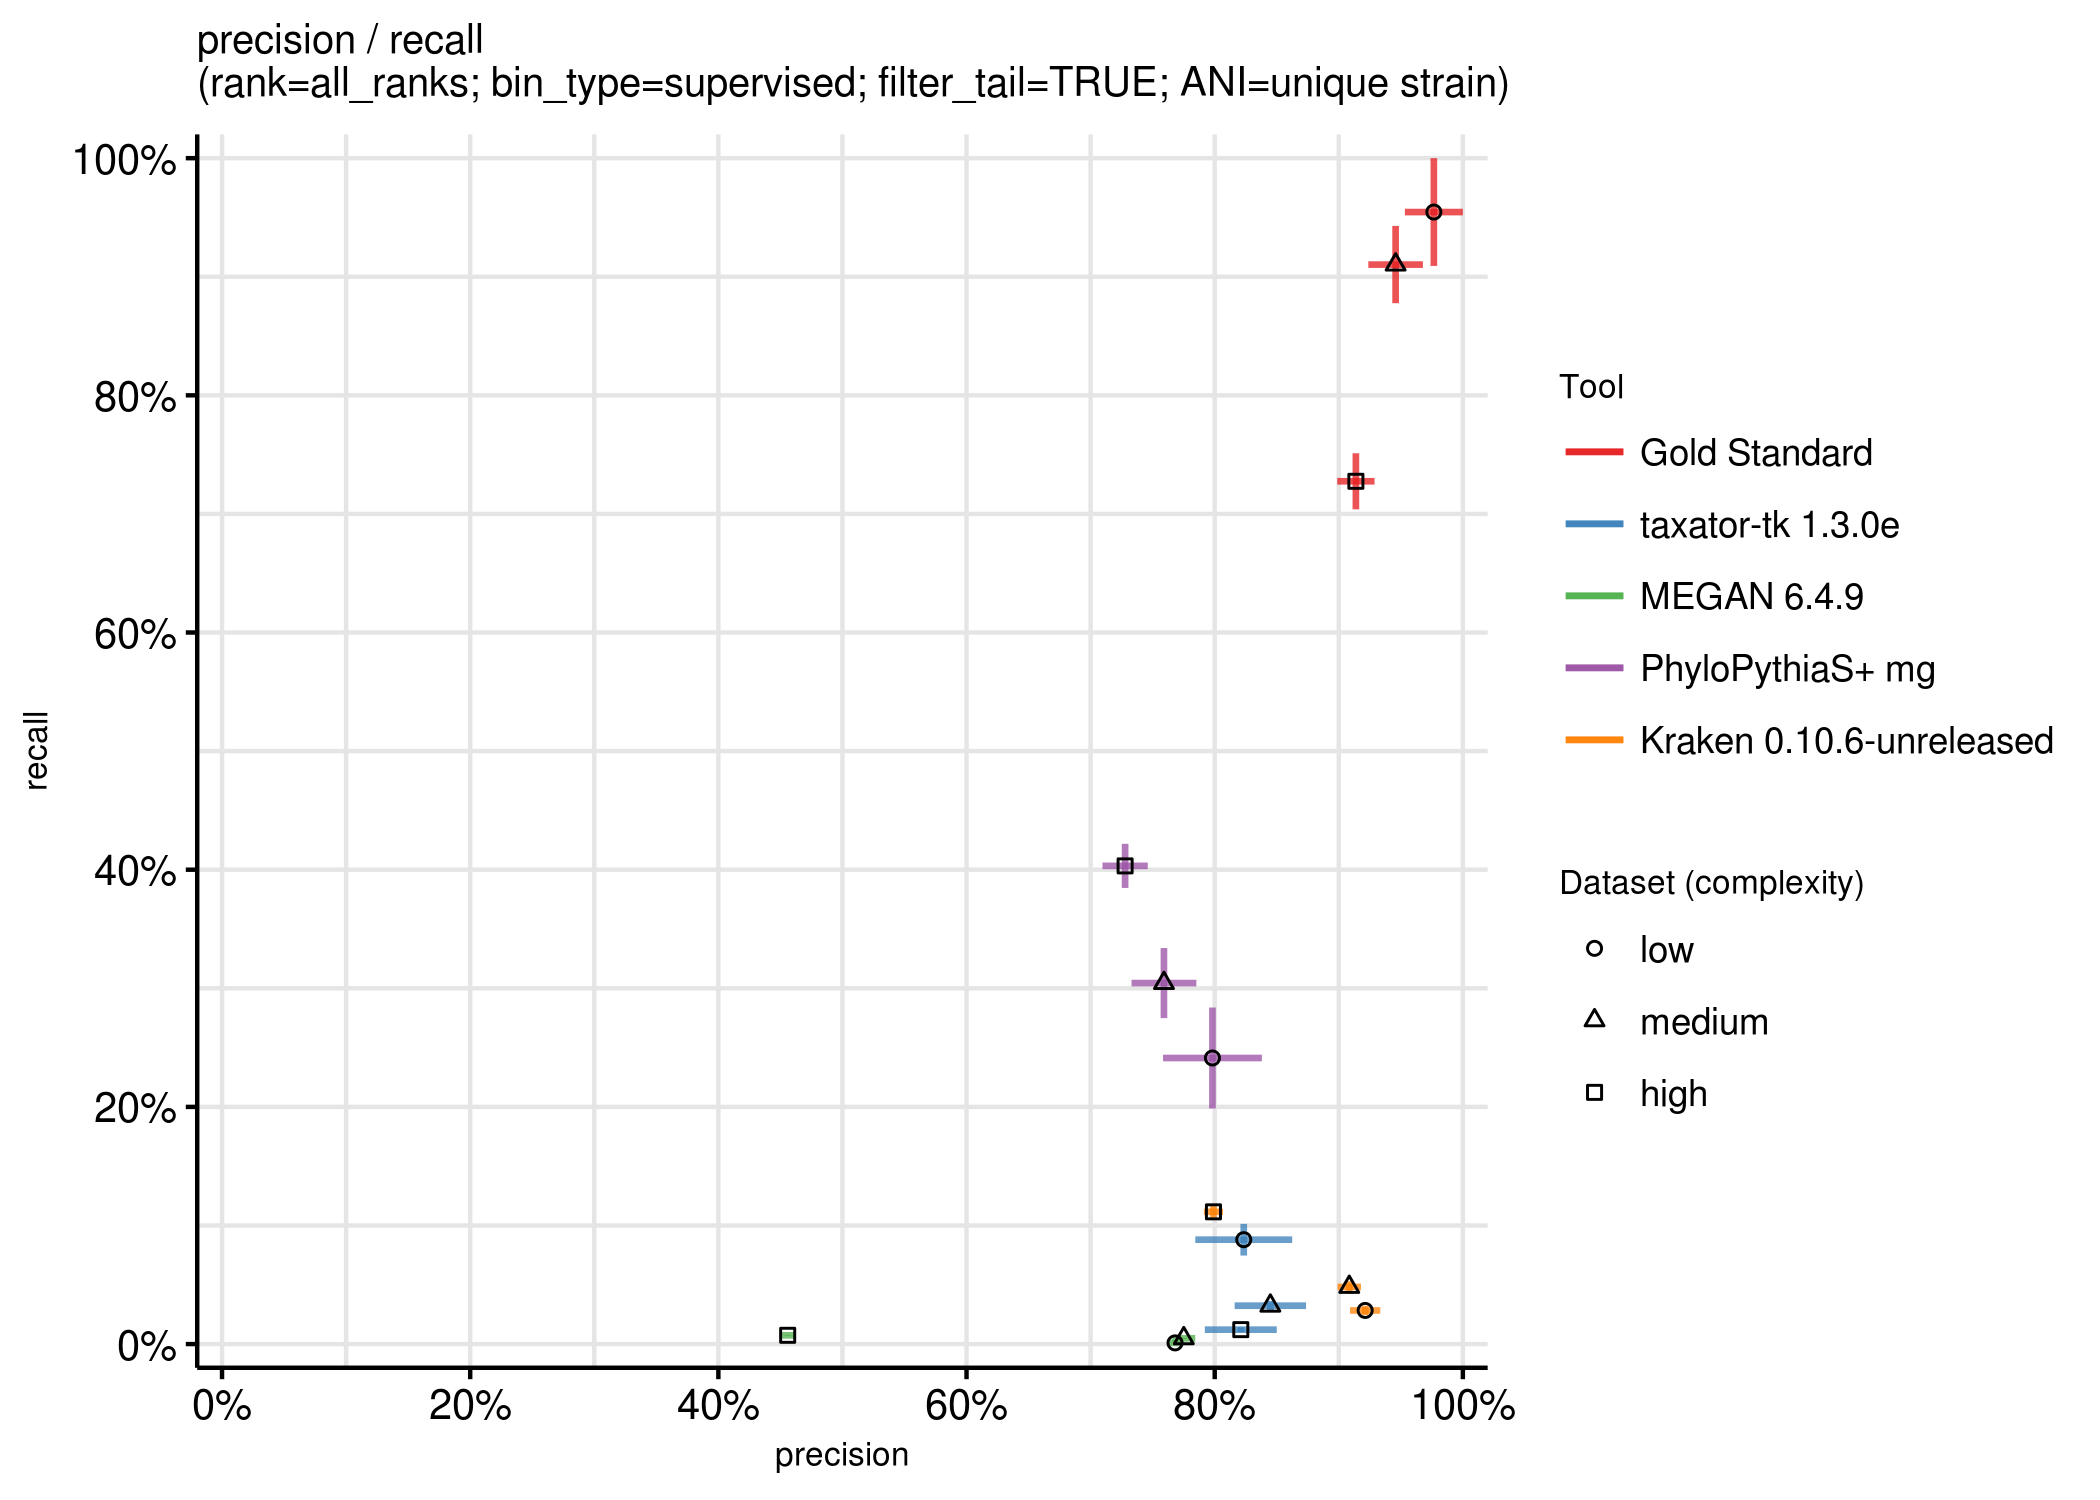 precision / recall
(rank=all_ranks; bin_type=supervised; filter_tail=TRUE; ANI=unique strain)
100%
80%
60%
40%
20%
0%
recall
0% 20% 40% 60% 80% 100%
precision
Tool
Gold Standard
taxator-tk 1.3.0e
MEGAN 6.4.9
PhyloPythiaS+ mg
Kraken 0.10.6-unreleased
Dataset (complexity)
low
medium
high